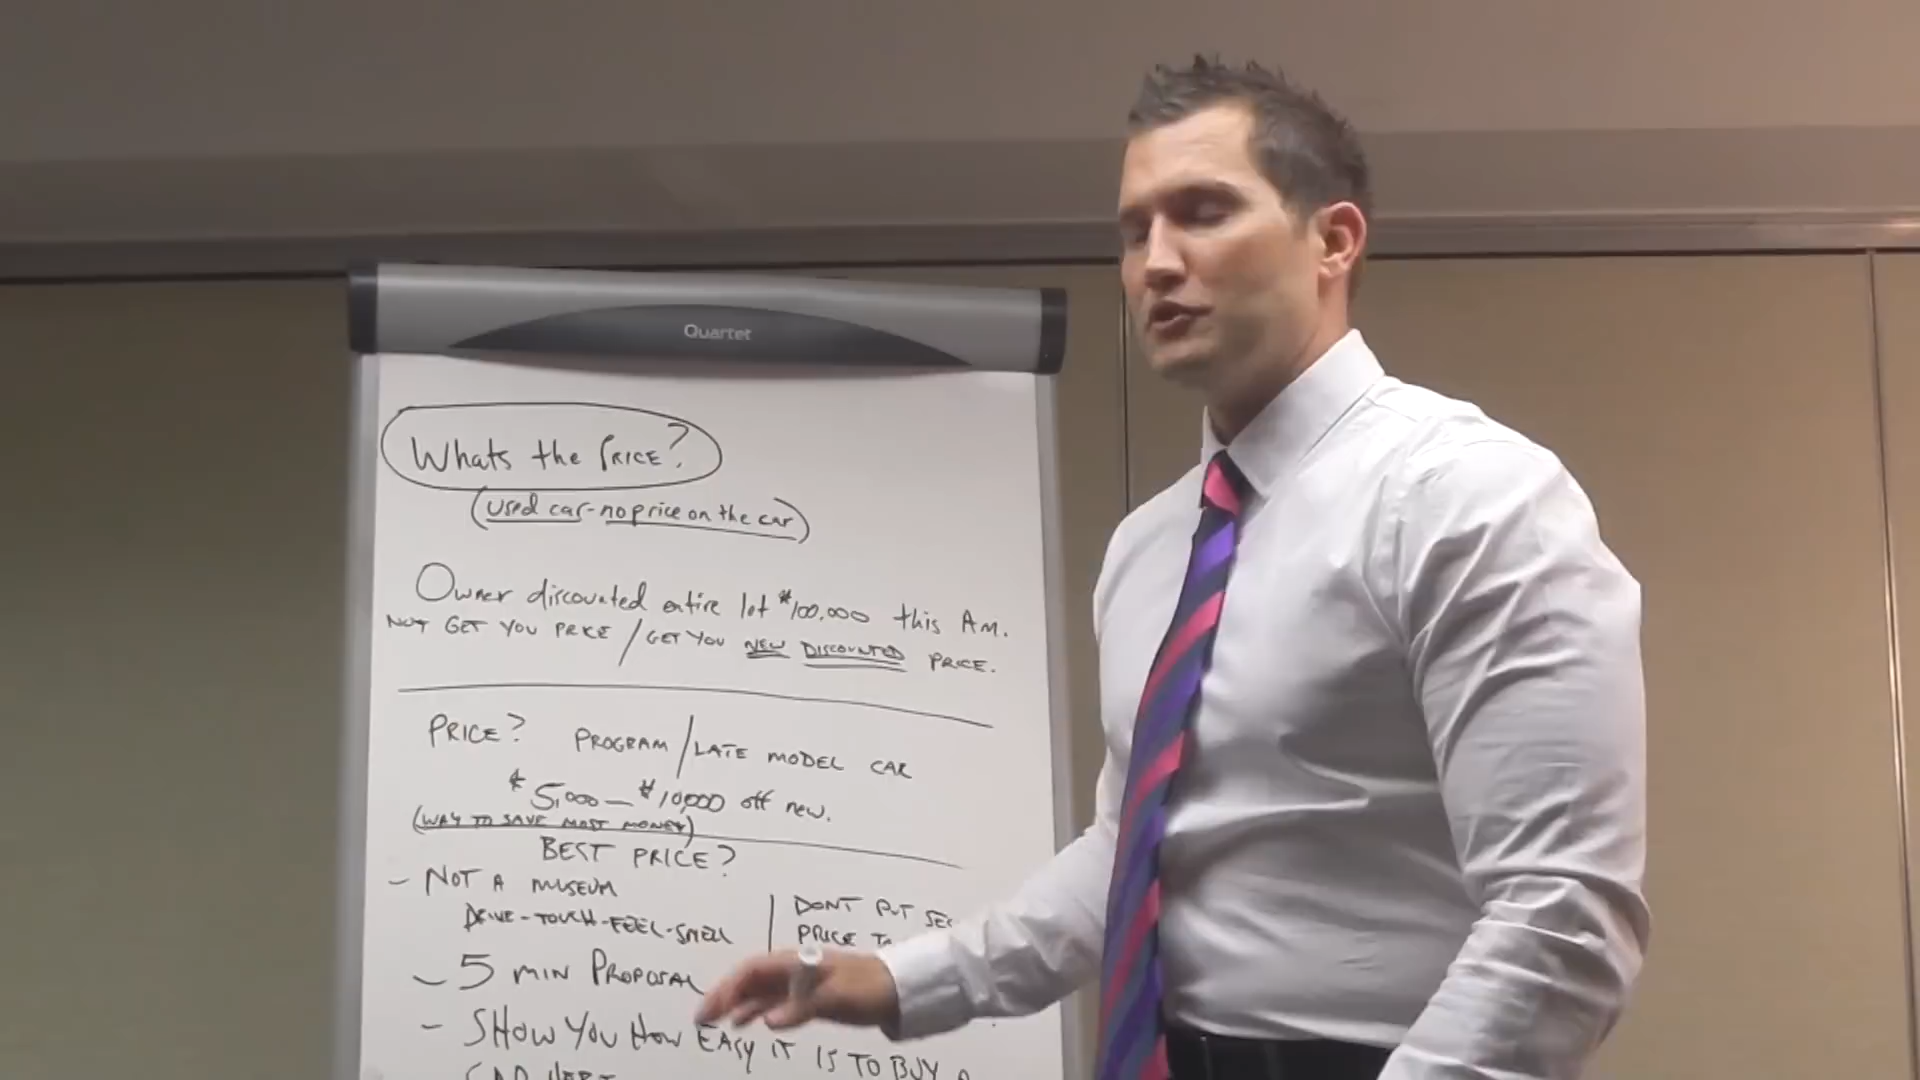 Quartet
Whats the PRICE?
(used car-no price on the car)
Owner discounted entire lot $100,000 this Am.
NOT GET YOU PRICE / GET YOU NEW DISCOUNTED PRICE.
PRICE? PROGRAM / LATE MODEL CAR
$5,000 — $10,000 off new.
(WAY TO SAVE MOST MONEY)
BEST PRICE?
- NOT A MUSEUM
DRIVE-TOUCH-FEEL-SMELL
DONT PUT
PRICE
- 5 MIN PROPOSAL
- SHOW YOU HOW EASY IT IS TO BUY A
CAR HERE